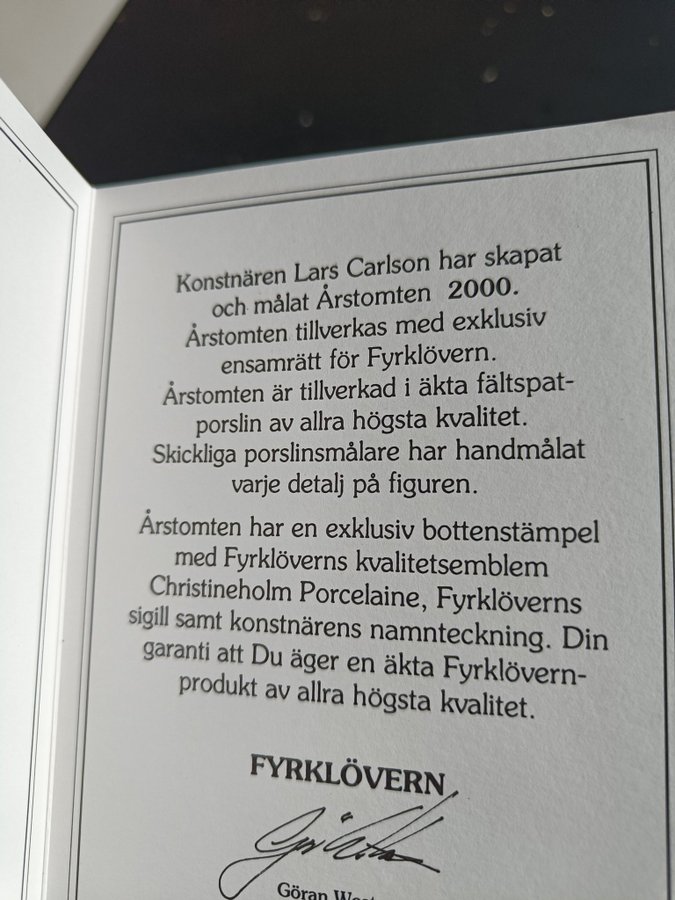 Konstnären Lars Carlson har skapat
och målat Årstomten 2000.
Årstomten tillverkas med exklusiv
ensamrätt för Fyrklövern.
Årstomten är tillverkad i äkta fältspat-
porslin av allra högsta kvalitet.
Skickliga porslinsmålare har handmålat
varje detalj på figuren.
Årstomten har en exklusiv bottenstämpel
med Fyrklöverns kvalitetsemblem
Christineholm Porcelaine, Fyrklöverns
sigill samt konstnärens namnteckning. Din
garanti att Du äger en äkta Fyrklövern-
produkt av allra högsta kvalitet.
FYRKLÖVERN
Göran